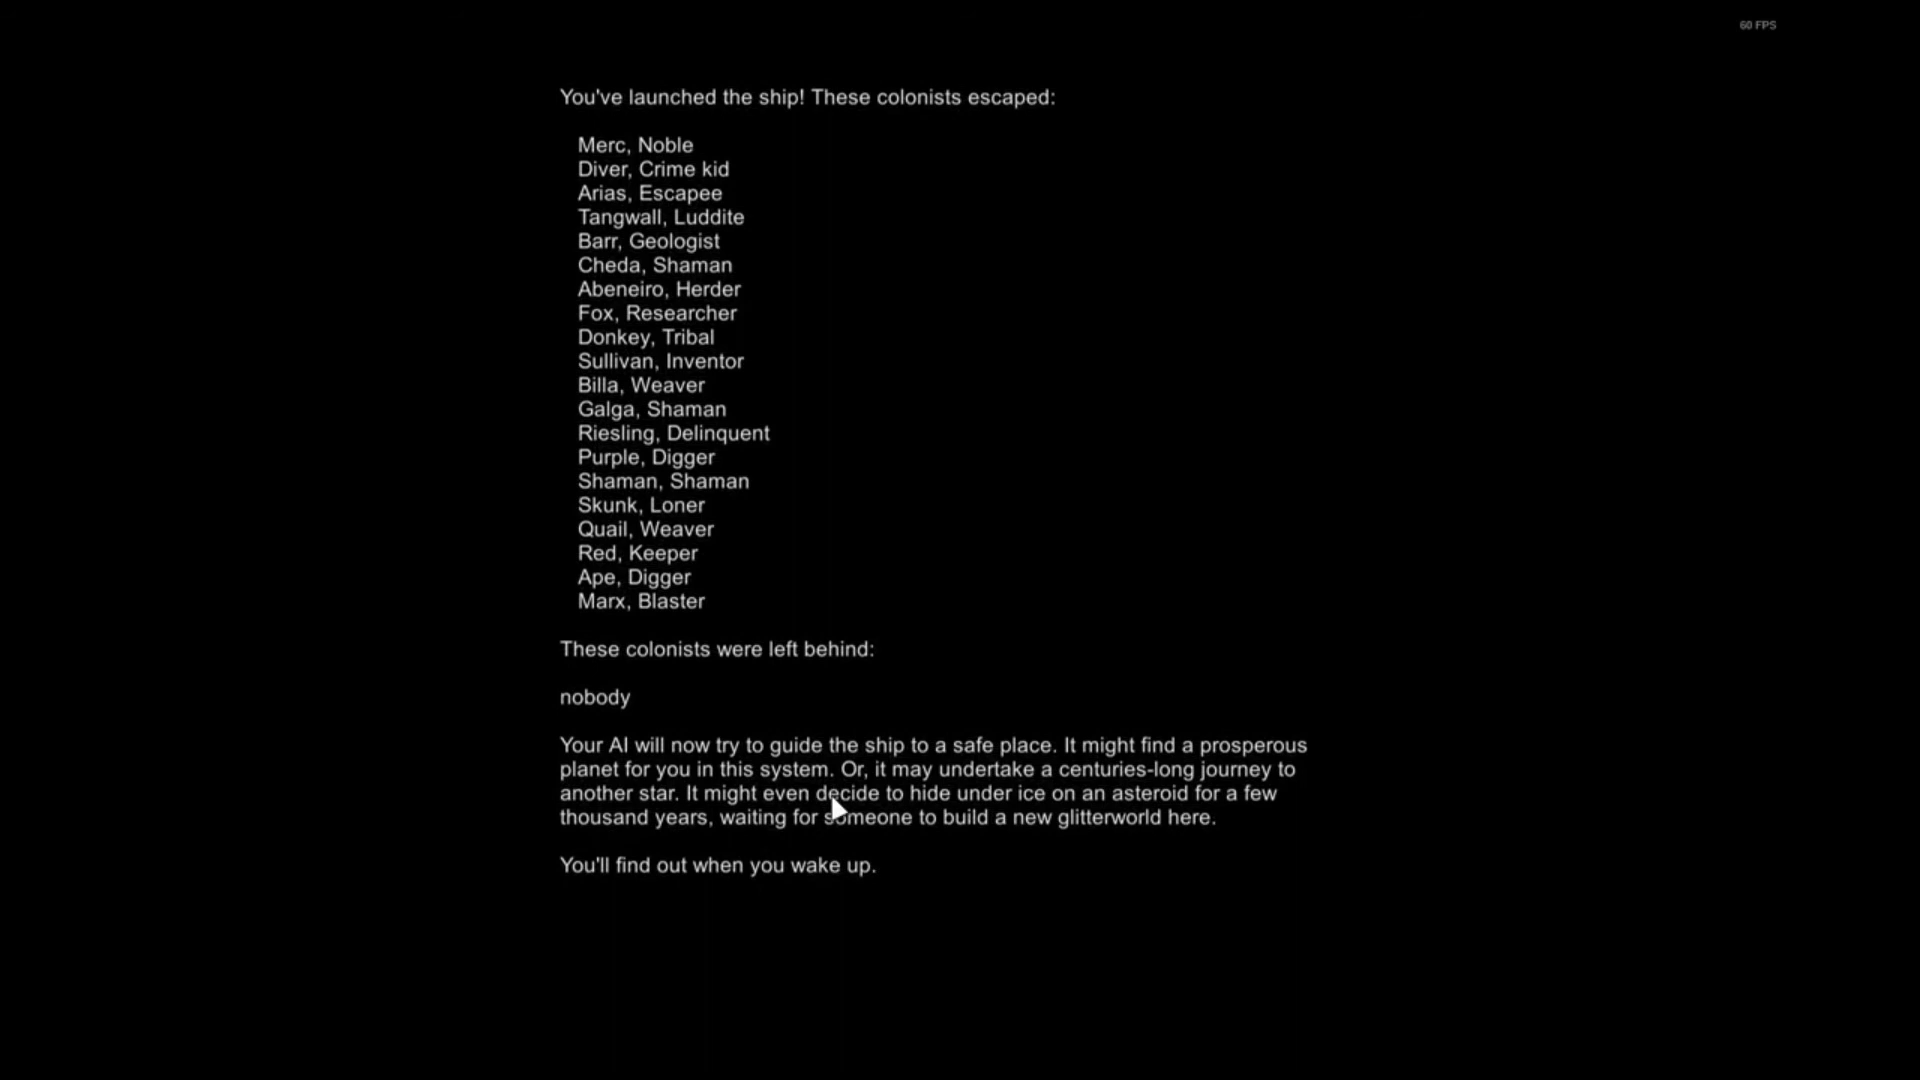 60 FPS
You've launched the ship! These colonists escaped:
Merc, Noble
Diver, Crime kid
Arias, Escapee
Tangwall, Luddite
Barr, Geologist
Cheda, Shaman
Abeneiro, Herder
Fox, Researcher
Donkey, Tribal
Sullivan, Inventor
Billa, Weaver
Galga, Shaman
Riesling, Delinquent
Purple, Digger
Shaman, Shaman
Skunk, Loner
Quail, Weaver
Red, Keeper
Ape, Digger
Marx, Blaster
These colonists were left behind:
nobody
Your AI will now try to guide the ship to a safe place. It might find a prosperous
planet for you in this system. Or, it may undertake a centuries-long journey to
another star. It might even decide to hide under ice on an asteroid for a few
thousand years, waiting for someone to build a new glitterworld here.
You'll find out when you wake up.